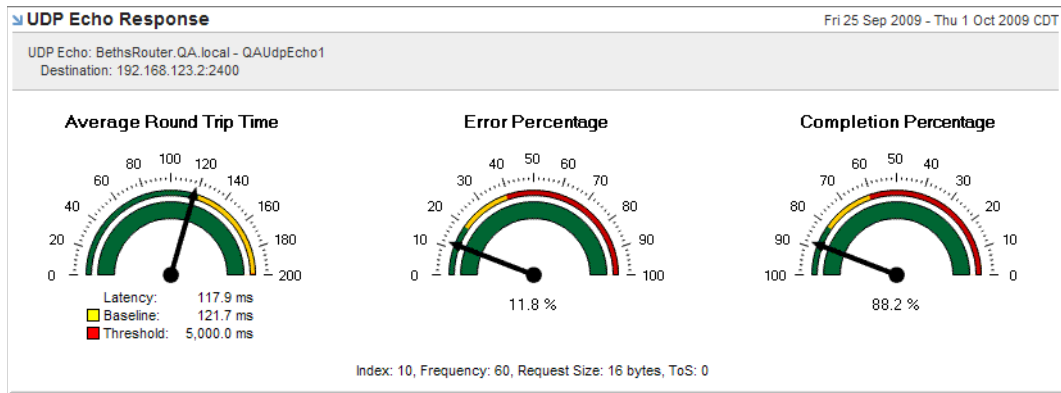 UDP Echo Response
Fri 25 Sep 2009 - Thu 1 Oct 2009 CDT
UDP Echo: BethsRouter.QA.local - QAUdpEcho1
Destination: 192.168.123.2:2400
Average Round Trip Time
0 20 40 60 80 100 120 140 160 180 200
Latency: 117.9 ms
Baseline: 121.7 ms
Threshold: 5,000.0 ms
Error Percentage
0 10 20 30 40 50 60 70 80 90 100
11.8 %
Completion Percentage
100 90 80 70 60 50 40 30 20 10 0
88.2 %
Index: 10, Frequency: 60, Request Size: 16 bytes, ToS: 0